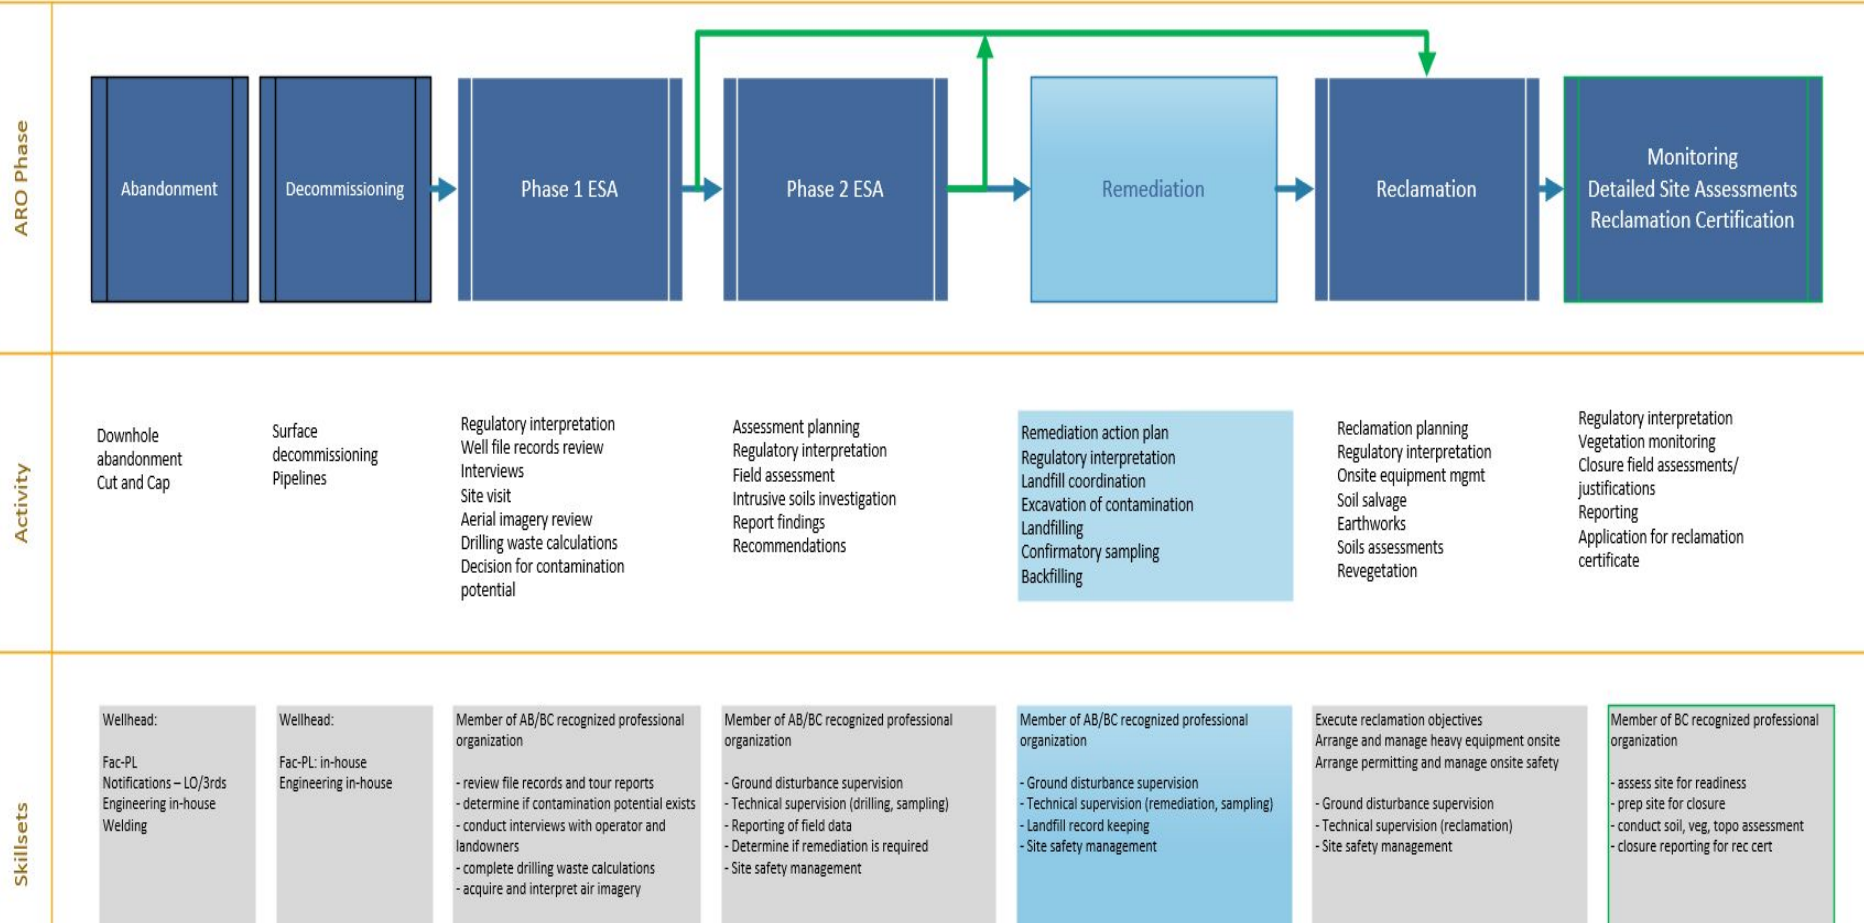 ARO Phase
Abandonment
Decommissioning
Phase 1 ESA
Phase 2 ESA
Remediation
Reclamation
Monitoring
Detailed Site Assessments
Reclamation Certification
Activity
Downhole
abandonment
Cut and Cap
Surface
decommissioning
Pipelines
Regulatory interpretation
Well file records review
Interviews
Site visit
Aerial imagery review
Drilling waste calculations
Decision for contamination
potential
Assessment planning
Regulatory interpretation
Field assessment
Intrusive soils investigation
Report findings
Recommendations
Remediation action plan
Regulatory interpretation
Landfill coordination
Excavation of contamination
Landfilling
Confirmatory sampling
Backfilling
Reclamation planning
Regulatory interpretation
Onsite equipment mgmt
Soil salvage
Earthworks
Soils assessments
Revegetation
Regulatory interpretation
Vegetation monitoring
Closure field assessments/
justifications
Reporting
Application for reclamation
certificate
Skillsets
Wellhead:
Fac-PL
Notifications – LO/3rds
Engineering in-house
Welding
Wellhead:
Fac-PL: in-house
Engineering in-house
Member of AB/BC recognized professional
organization
- review file records and tour reports
- determine if contamination potential exists
- conduct interviews with operator and
landowners
- complete drilling waste calculations
- acquire and interpret air imagery
Member of AB/BC recognized professional
organization
- Ground disturbance supervision
- Technical supervision (drilling, sampling)
- Reporting of field data
- Determine if remediation is required
- Site safety management
Member of AB/BC recognized professional
organization
- Ground disturbance supervision
- Technical supervision (remediation, sampling)
- Landfill record keeping
- Site safety management
Execute reclamation objectives
Arrange and manage heavy equipment onsite
Arrange permitting and manage onsite safety
- Ground disturbance supervision
- Technical supervision (reclamation)
- Site safety management
Member of BC recognized professional
organization
- assess site for readiness
- prep site for closure
- conduct soil, veg, topo assessment
- closure reporting for rec cert